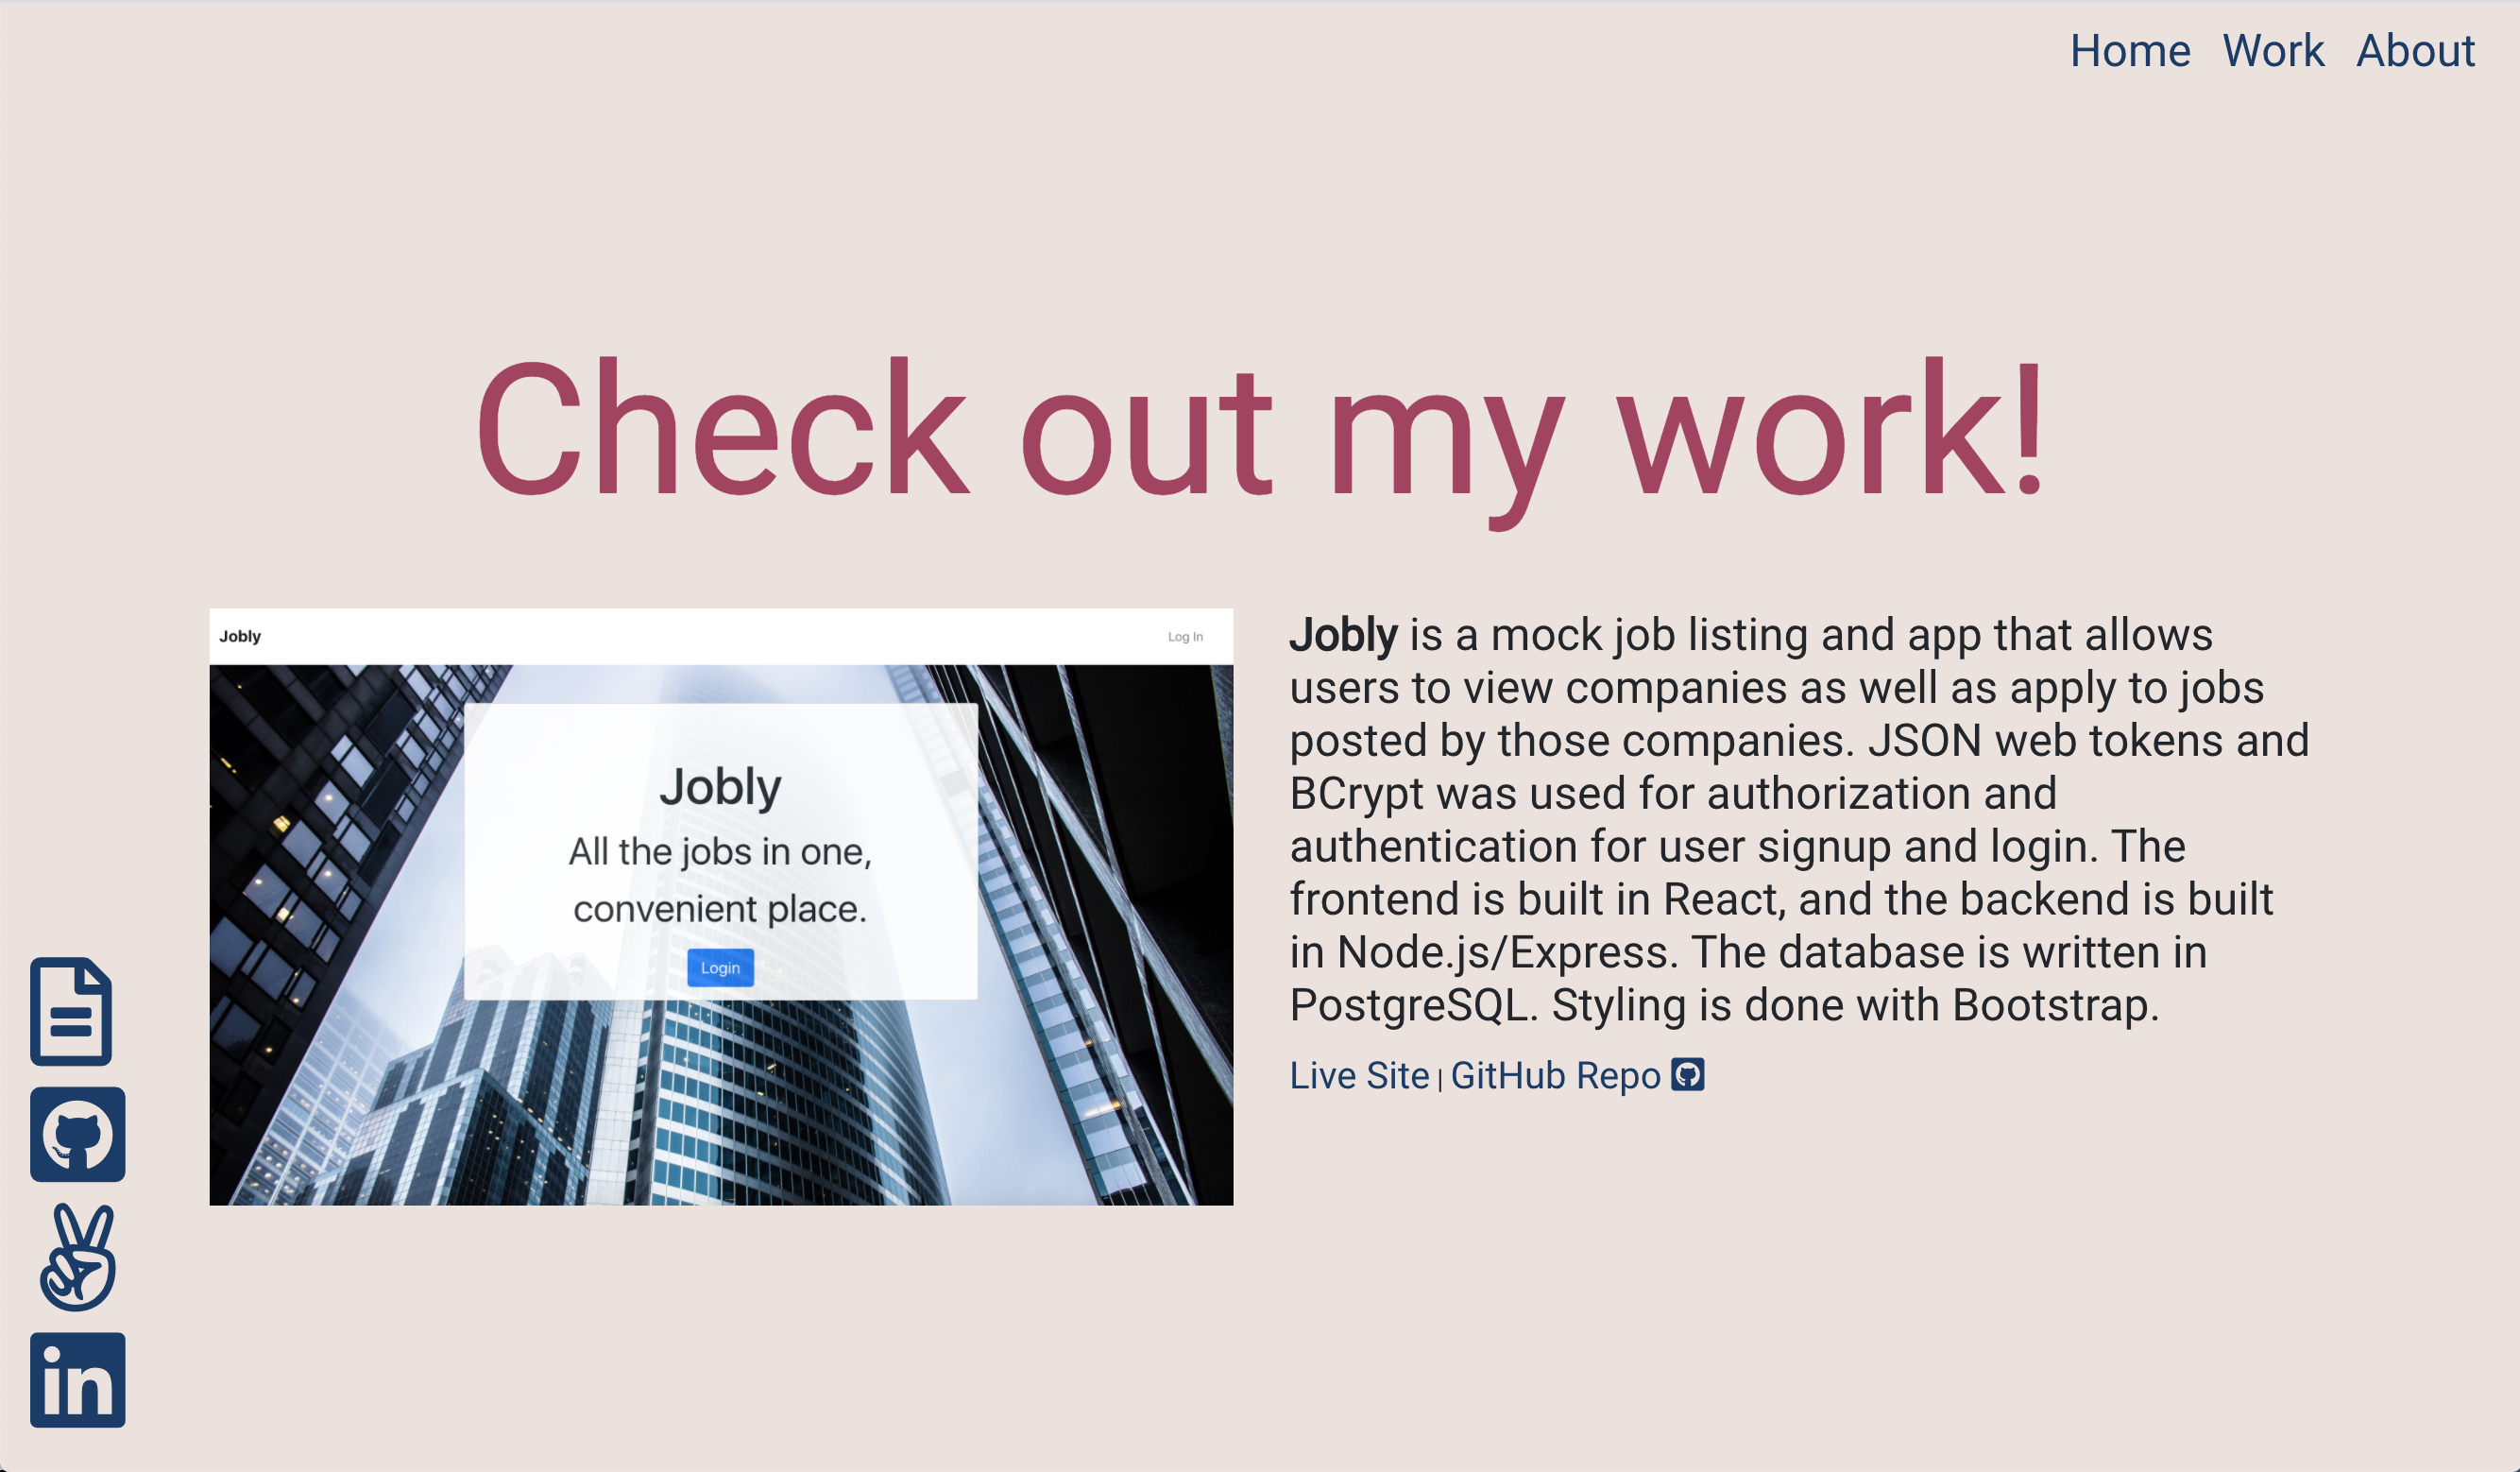 Home Work About
Check out my work!
Jobly Log In
Jobly
All the jobs in one,
convenient place.
Login
Jobly is a mock job listing and app that allows
users to view companies as well as apply to jobs
posted by those companies. JSON web tokens and
BCrypt was used for authorization and
authentication for user signup and login. The
frontend is built in React, and the backend is built
in Node.js/Express. The database is written in
PostgreSQL. Styling is done with Bootstrap.
Live Site | GitHub Repo
in